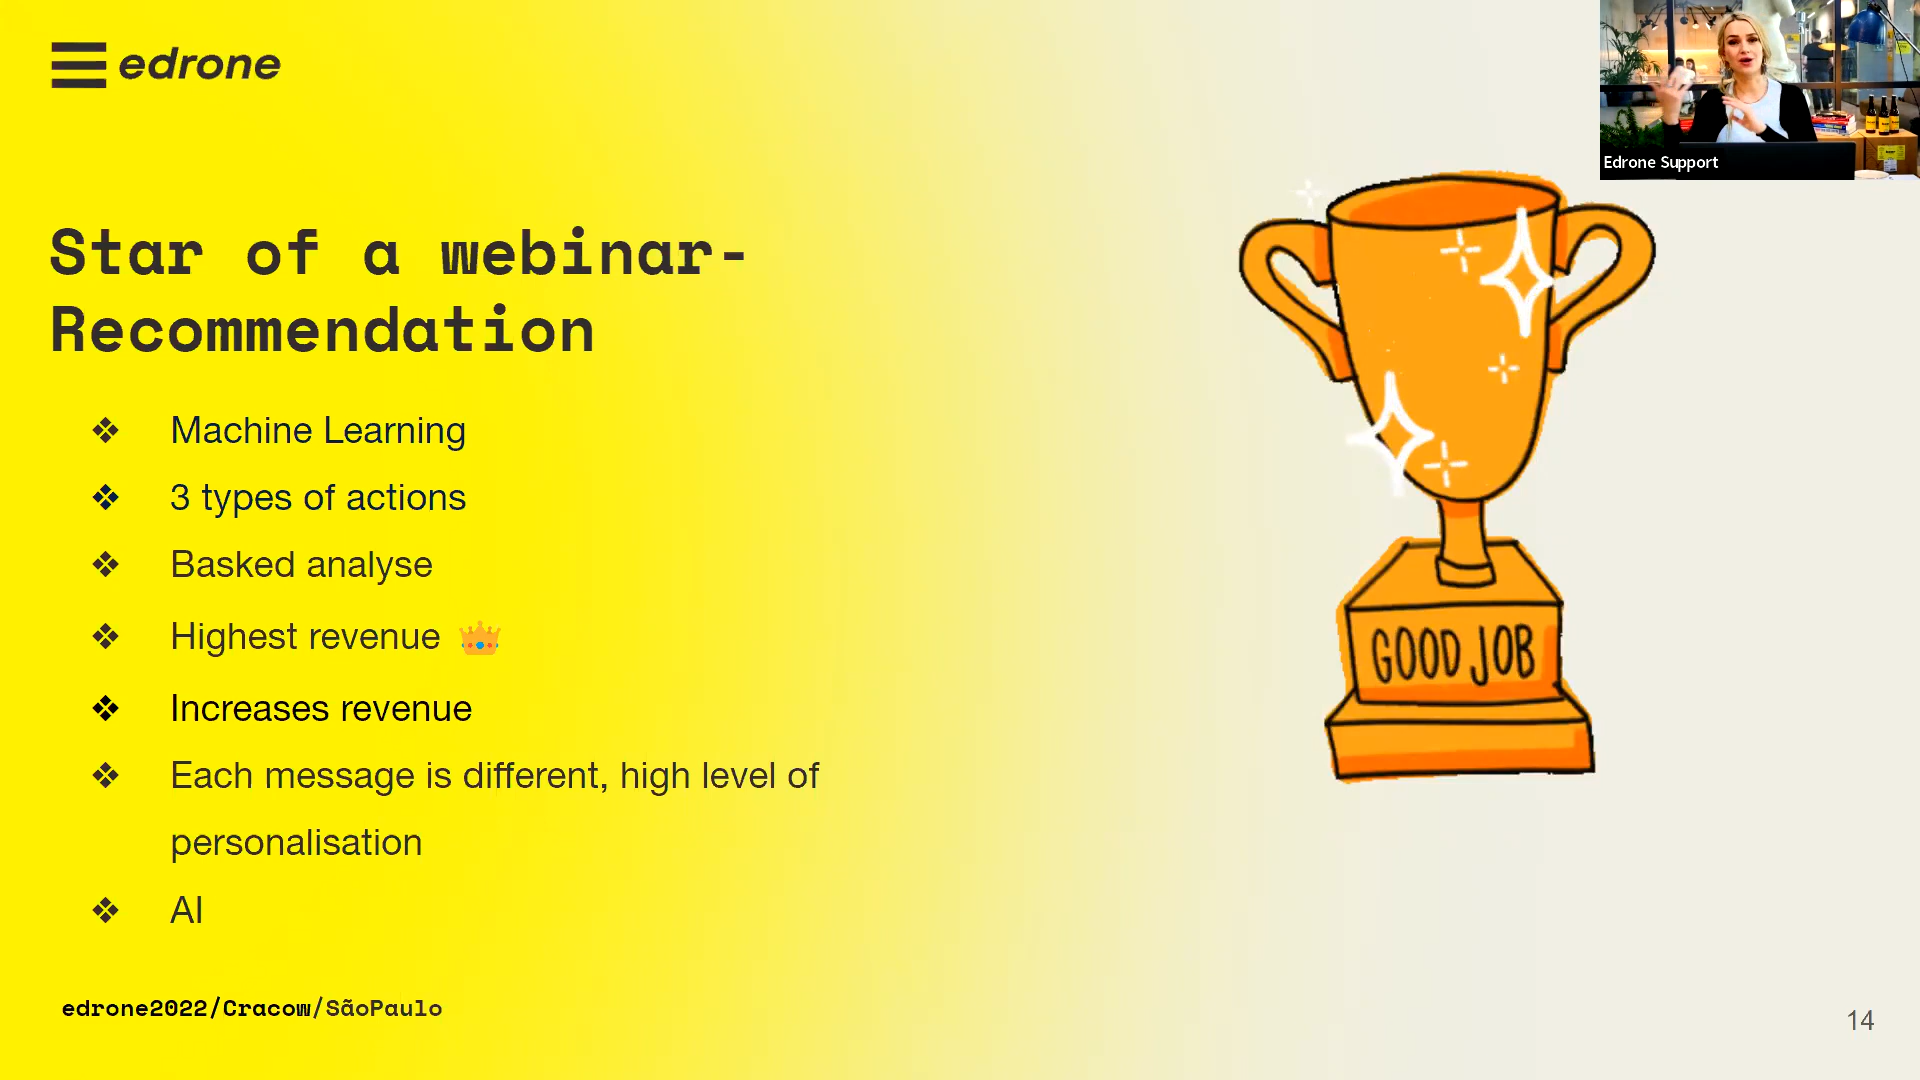 edrone
Edrone Support
Star of a webinar-
Recommendation
❖ Machine Learning
❖ 3 types of actions
❖ Basked analyse
❖ Highest revenue 👑
❖ Increases revenue
❖ Each message is different, high level of
personalisation
❖ AI
GOOD JOB
edrone2022/Cracow/SãoPaulo
14